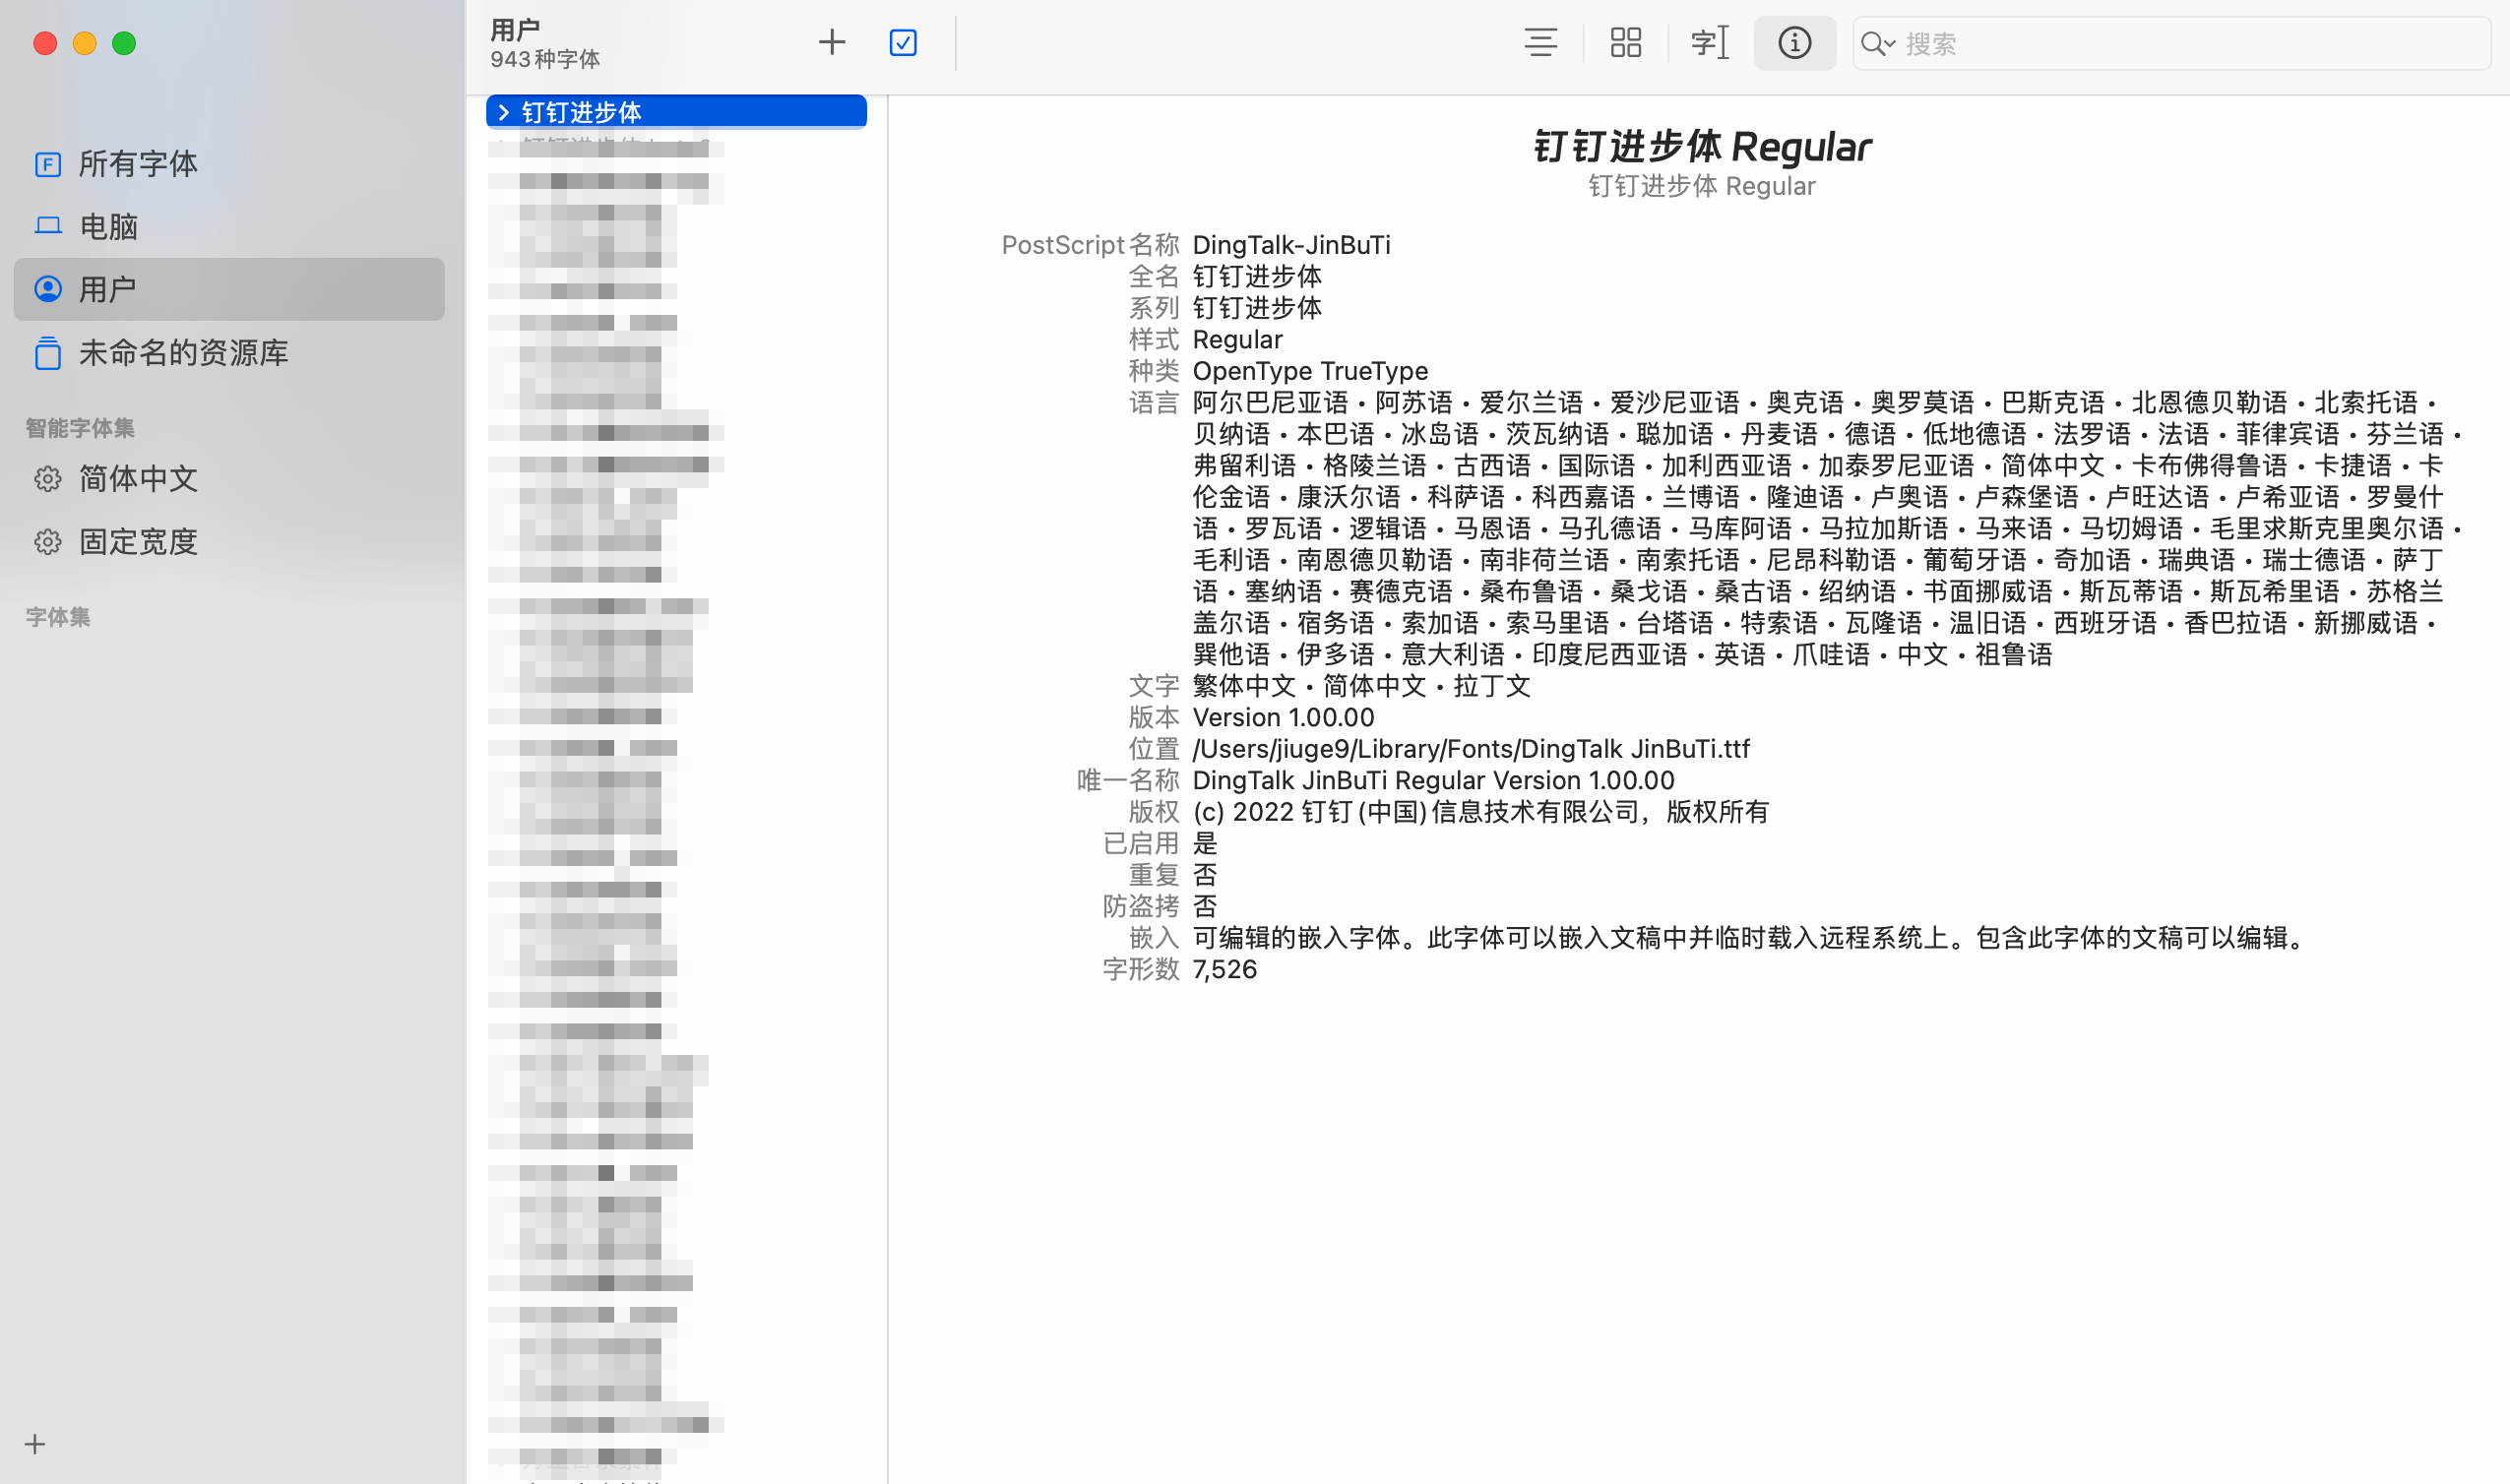 用户
943种字体
搜索
所有字体
电脑
用户
未命名的资源库
智能字体集
简体中文
固定宽度
字体集
钉钉进步体
钉钉进步体 Regular
钉钉进步体 Regular
PostScript 名称 DingTalk-JinBuTi
全名 钉钉进步体
系列 钉钉进步体
样式 Regular
种类 OpenType TrueType
语言 阿尔巴尼亚语・阿苏语・爱尔兰语・爱沙尼亚语・奥克语・奥罗莫语・巴斯克语・北恩德贝勒语・北索托语・
贝纳语・本巴语・冰岛语・茨瓦纳语・聪加语・丹麦语・德语・低地德语・法罗语・法语・菲律宾语・芬兰语・
弗留利语・格陵兰语・古西语・国际语・加利西亚语・加泰罗尼亚语・简体中文・卡布佛得鲁语・卡捷语・卡
伦金语・康沃尔语・科萨语・科西嘉语・兰博语・隆迪语・卢奥语・卢森堡语・卢旺达语・卢希亚语・罗曼什
语・罗瓦语・逻辑语・马恩语・马孔德语・马库阿语・马拉加斯语・马来语・马切姆语・毛里求斯克里奥尔语・
毛利语・南恩德贝勒语・南非荷兰语・南索托语・尼昂科勒语・葡萄牙语・奇加语・瑞典语・瑞士德语・萨丁
语・塞纳语・赛德克语・桑布鲁语・桑戈语・桑古语・绍纳语・书面挪威语・斯瓦蒂语・斯瓦希里语・苏格兰
盖尔语・宿务语・索加语・索马里语・台塔语・特索语・瓦隆语・温旧语・西班牙语・香巴拉语・新挪威语・
巽他语・伊多语・意大利语・印度尼西亚语・英语・爪哇语・中文・祖鲁语
文字 繁体中文・简体中文・拉丁文
版本 Version 1.00.00
位置 /Users/jiuge9/Library/Fonts/DingTalk JinBuTi.ttf
唯一名称 DingTalk JinBuTi Regular Version 1.00.00
版权 (c) 2022 钉钉(中国)信息技术有限公司，版权所有
已启用 是
重复 否
防盗拷 否
嵌入 可编辑的嵌入字体。此字体可以嵌入文稿中并临时载入远程系统上。包含此字体的文稿可以编辑。
字形数 7,526